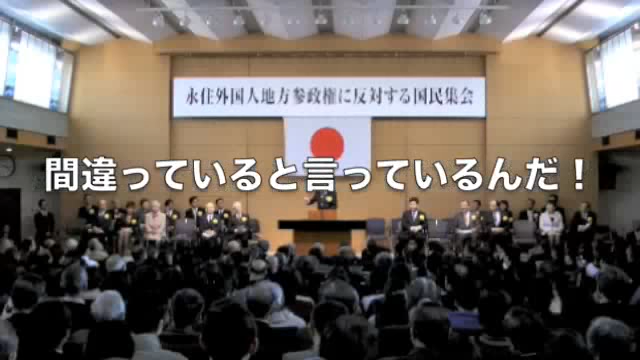 永住外国人地方参政権に反対する国民集会
間違っていると言っているんだ！